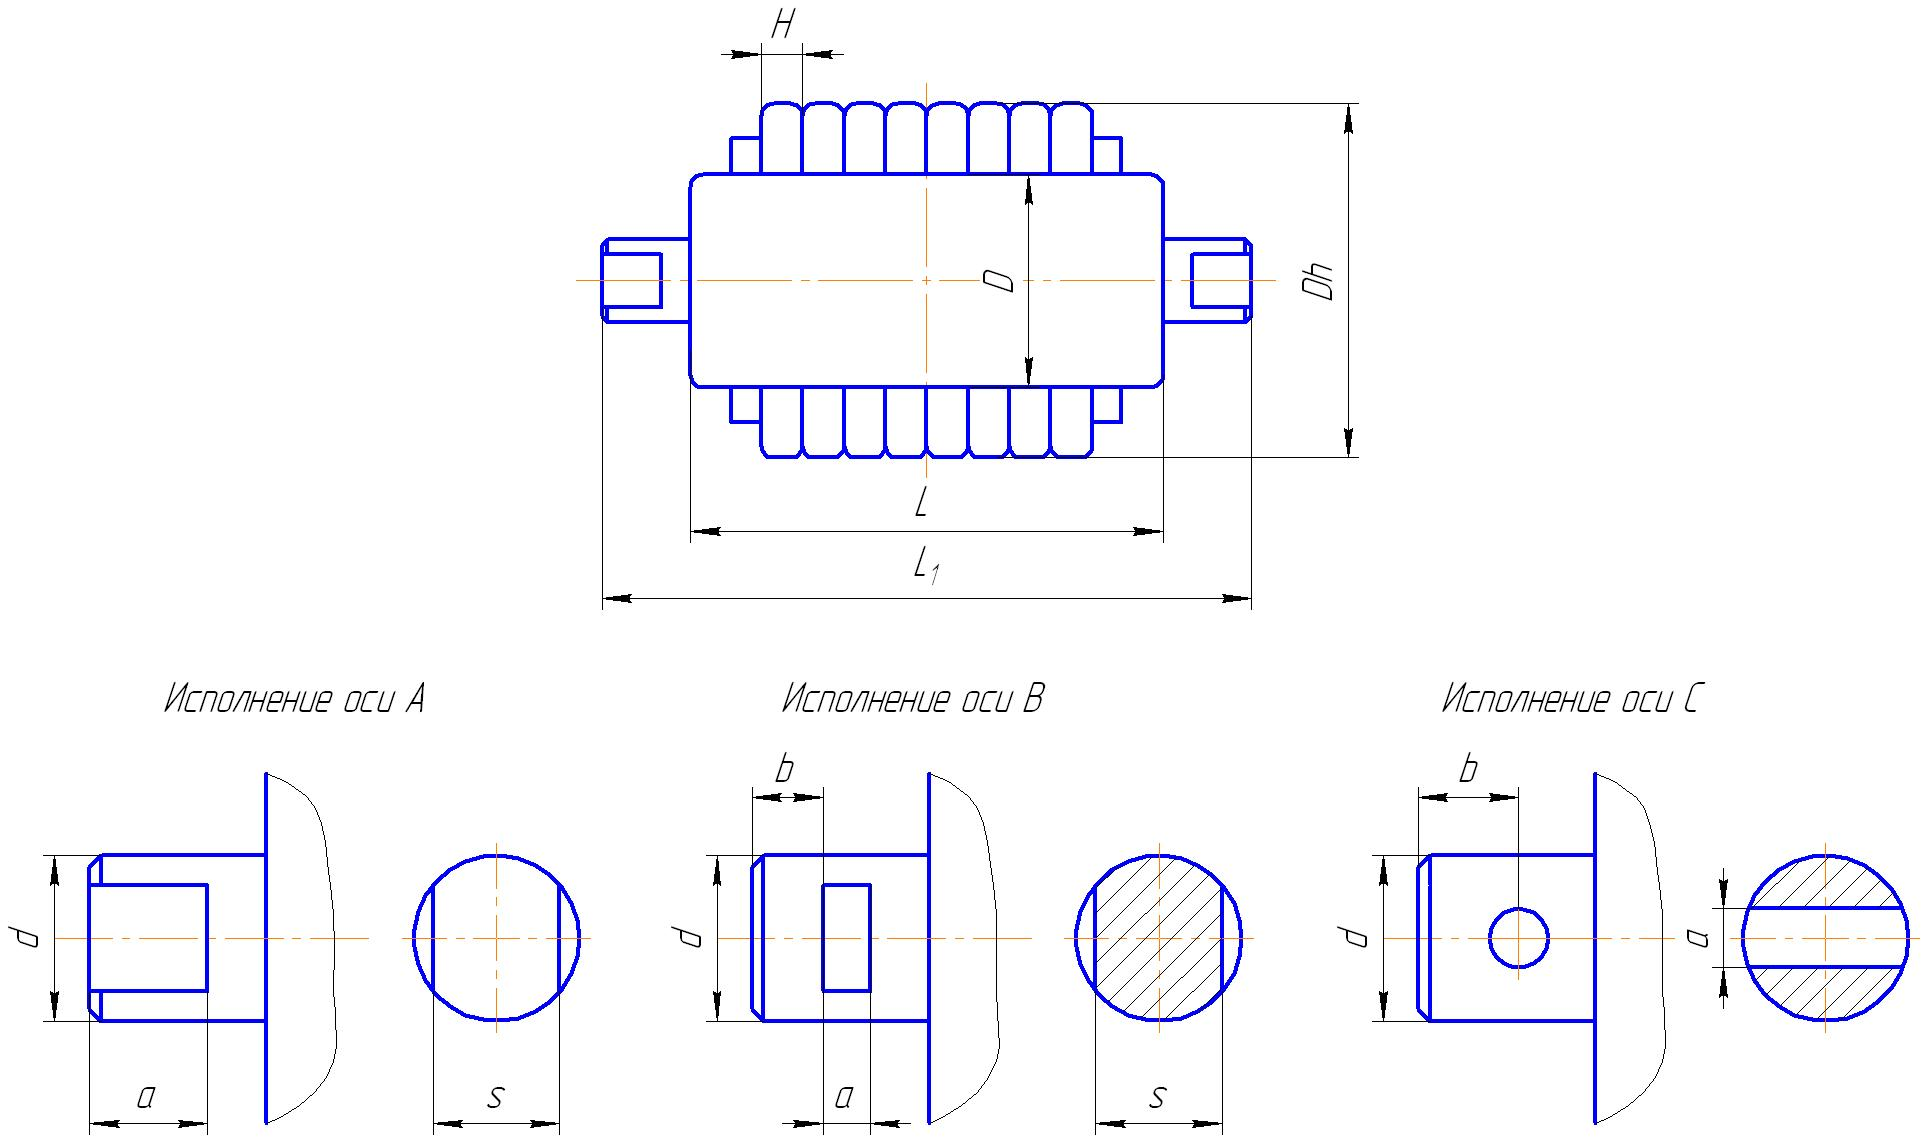 H
D
Dh
L
L₁
Исполнение оси А
Исполнение оси В
Исполнение оси С
b
b
d
d
d
a
a
s
a
s